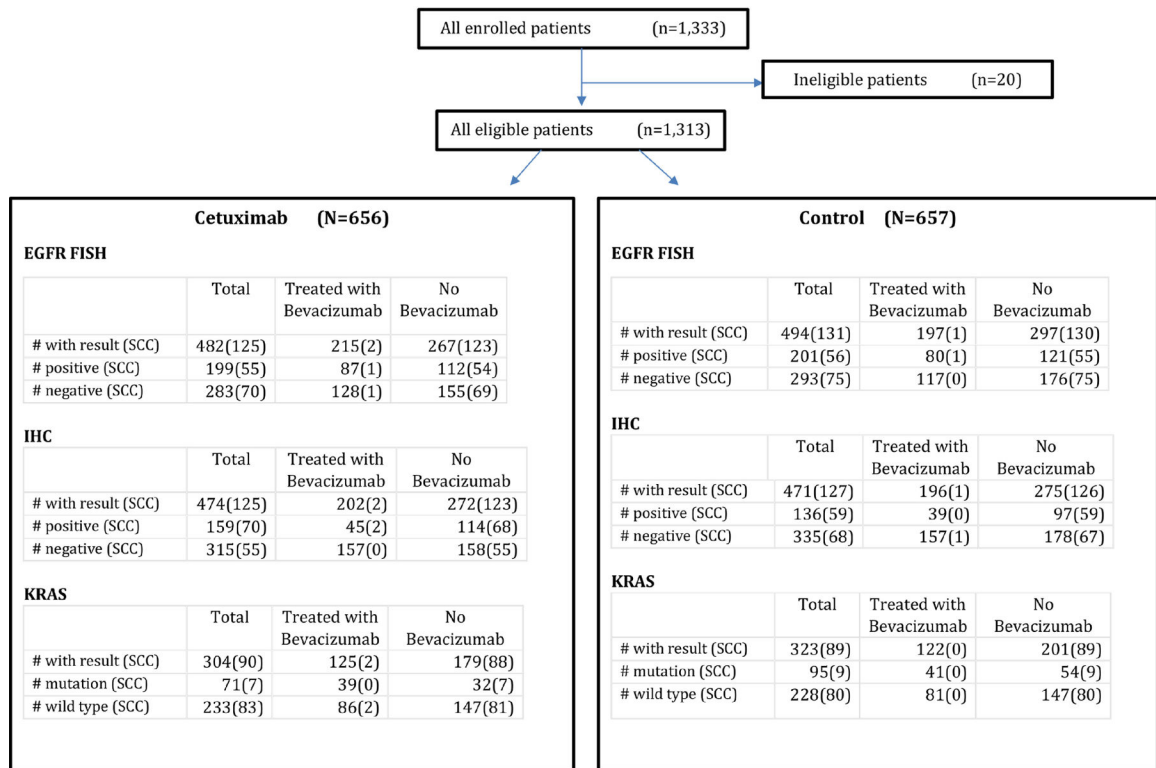 All enrolled patients (n=1,333)
Ineligible patients (n=20)
All eligible patients (n=1,313)
Cetuximab (N=656)
EGFR FISH
Total Treated with No
Bevacizumab Bevacizumab
# with result (SCC) 482(125) 215(2) 267(123)
# positive (SCC) 199(55) 87(1) 112(54)
# negative (SCC) 283(70) 128(1) 155(69)
IHC
Total Treated with No
Bevacizumab Bevacizumab
# with result (SCC) 474(125) 202(2) 272(123)
# positive (SCC) 159(70) 45(2) 114(68)
# negative (SCC) 315(55) 157(0) 158(55)
KRAS
Total Treated with No
Bevacizumab Bevacizumab
# with result (SCC) 304(90) 125(2) 179(88)
# mutation (SCC) 71(7) 39(0) 32(7)
# wild type (SCC) 233(83) 86(2) 147(81)
Control (N=657)
EGFR FISH
Total Treated with No
Bevacizumab Bevacizumab
# with result (SCC) 494(131) 197(1) 297(130)
# positive (SCC) 201(56) 80(1) 121(55)
# negative (SCC) 293(75) 117(0) 176(75)
IHC
Total Treated with No
Bevacizumab Bevacizumab
# with result (SCC) 471(127) 196(1) 275(126)
# positive (SCC) 136(59) 39(0) 97(59)
# negative (SCC) 335(68) 157(1) 178(67)
KRAS
Total Treated with No
Bevacizumab Bevacizumab
# with result (SCC) 323(89) 122(0) 201(89)
# mutation (SCC) 95(9) 41(0) 54(9)
# wild type (SCC) 228(80) 81(0) 147(80)